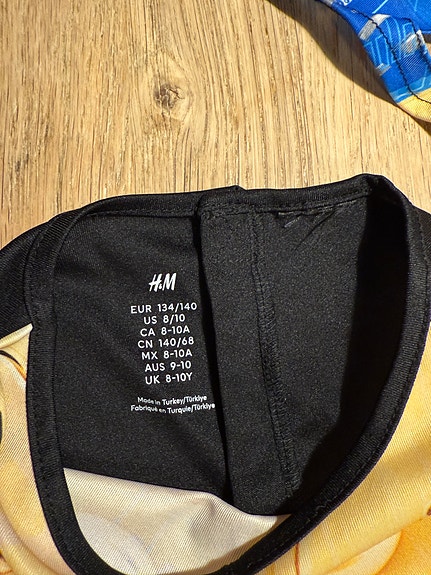 H&M
EUR 134/140
US 8/10
CA 8-10A
CN 140/68
MX 8-10A
AUS 9-10
UK 8-10Y
Made in Turkey/Türkiye
Fabriqué en Turquie/Türkiye